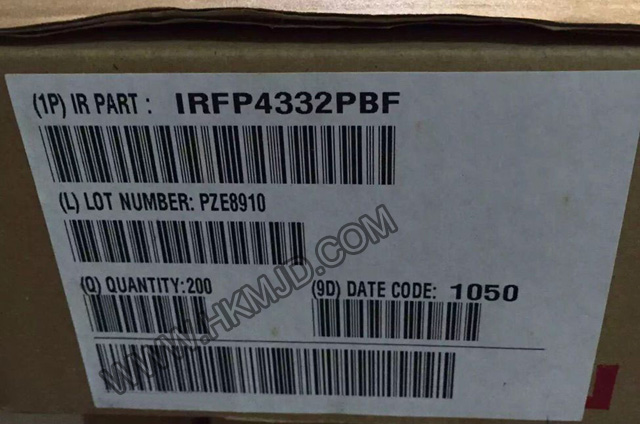 (1P) IR PART : IRFP4332PBF
(L) LOT NUMBER: PZE8910
(Q) QUANTITY:200 (9D) DATE CODE: 1050
WWW.HKMJD.COM